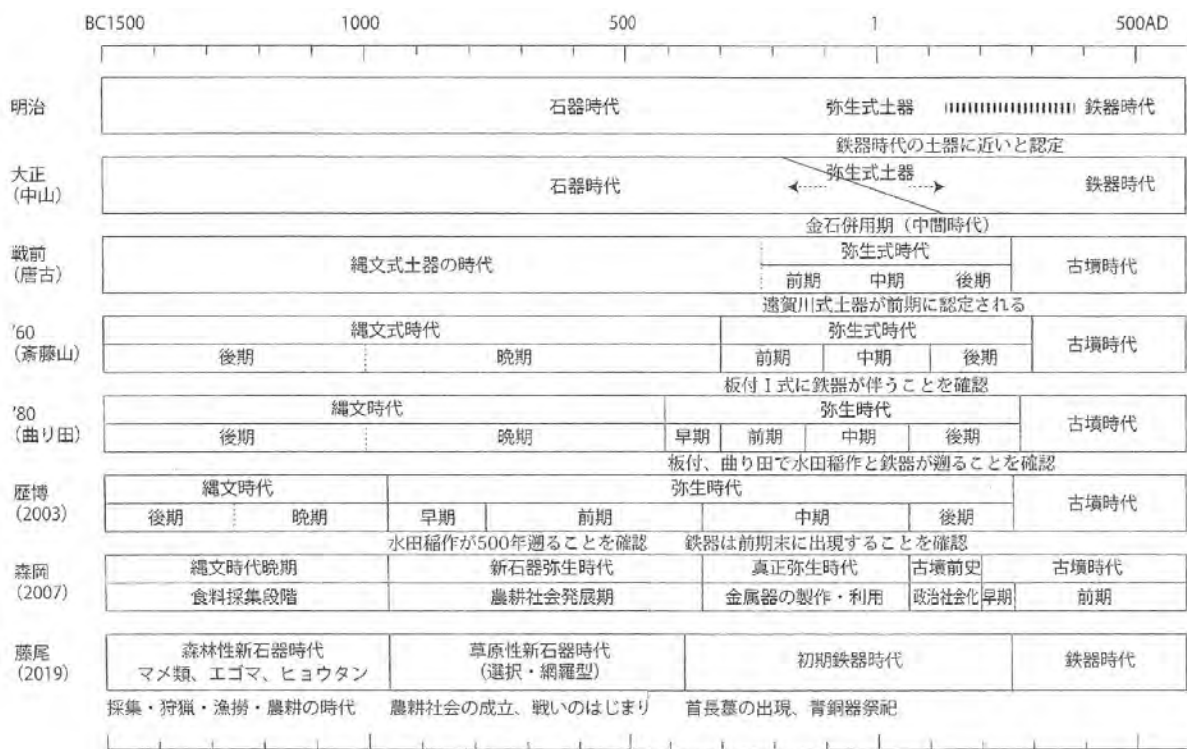 BC1500 1000 500 1 500AD
明治 石器時代 弥生式土器 鉄器時代
鉄器時代の土器に近いと認定
大正
(中山) 石器時代 弥生式土器 鉄器時代
金石併用期（中間時代）
戦前
(唐古) 縄文式土器の時代 弥生式時代 古墳時代
前期 中期 後期
遠賀川式土器が前期に認定される
'60
(斎藤山) 縄文式時代 弥生式時代 古墳時代
後期 晩期 前期 中期 後期
板付Ⅰ式に鉄器が伴うことを確認
'80
(曲り田) 縄文時代 弥生時代 古墳時代
後期 晩期 早期 前期 中期 後期
板付、曲り田で水田稲作と鉄器が遡ることを確認
歴博
(2003) 縄文時代 弥生時代 古墳時代
後期 晩期 早期 前期 中期 後期
水田稲作が500年遡ることを確認 鉄器は前期末に出現することを確認
森岡
(2007) 縄文時代晩期 新石器弥生時代 真正弥生時代 古墳前史 古墳時代
食料採集段階 農耕社会発展期 金属器の製作・利用 政治社会化 早期 前期
藤尾
(2019) 森林性新石器時代 草原性新石器時代 初期鉄器時代 鉄器時代
マメ類、エゴマ、ヒョウタン (選択・網羅型)
採集・狩猟・漁撈・農耕の時代 農耕社会の成立、戦いのはじまり 首長墓の出現、青銅器祭祀